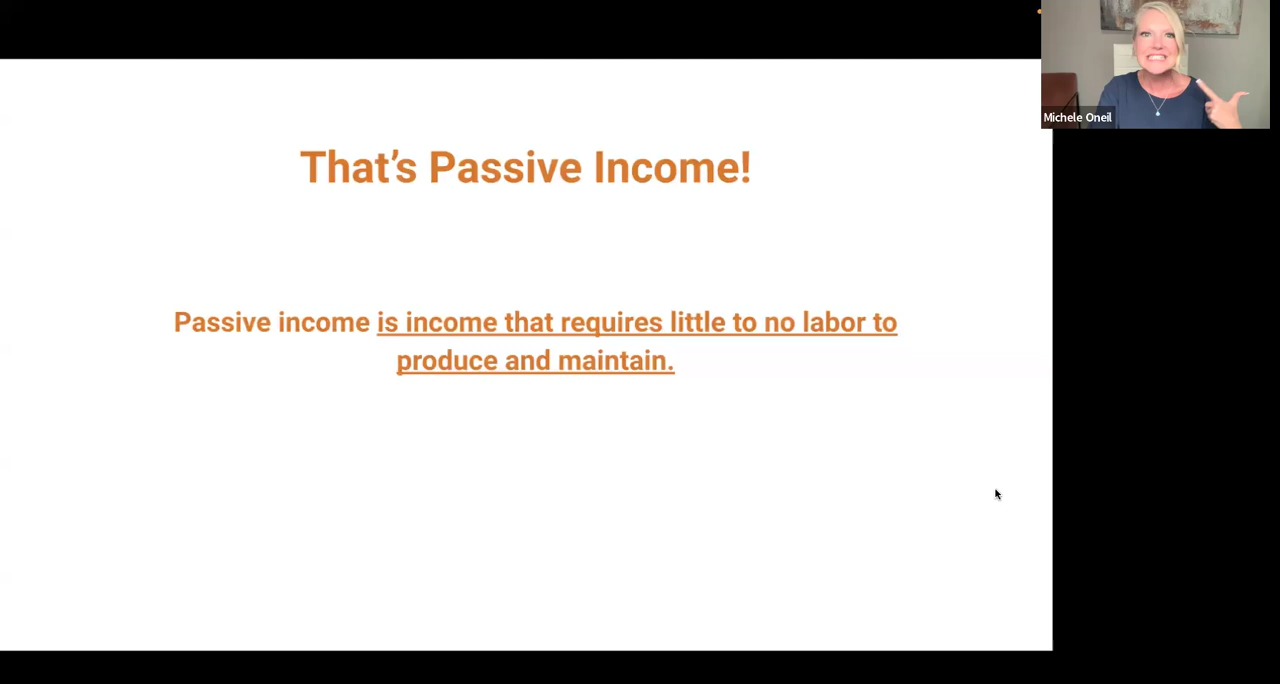 Michele Oneil
That’s Passive Income!
Passive income is income that requires little to no labor to
produce and maintain.